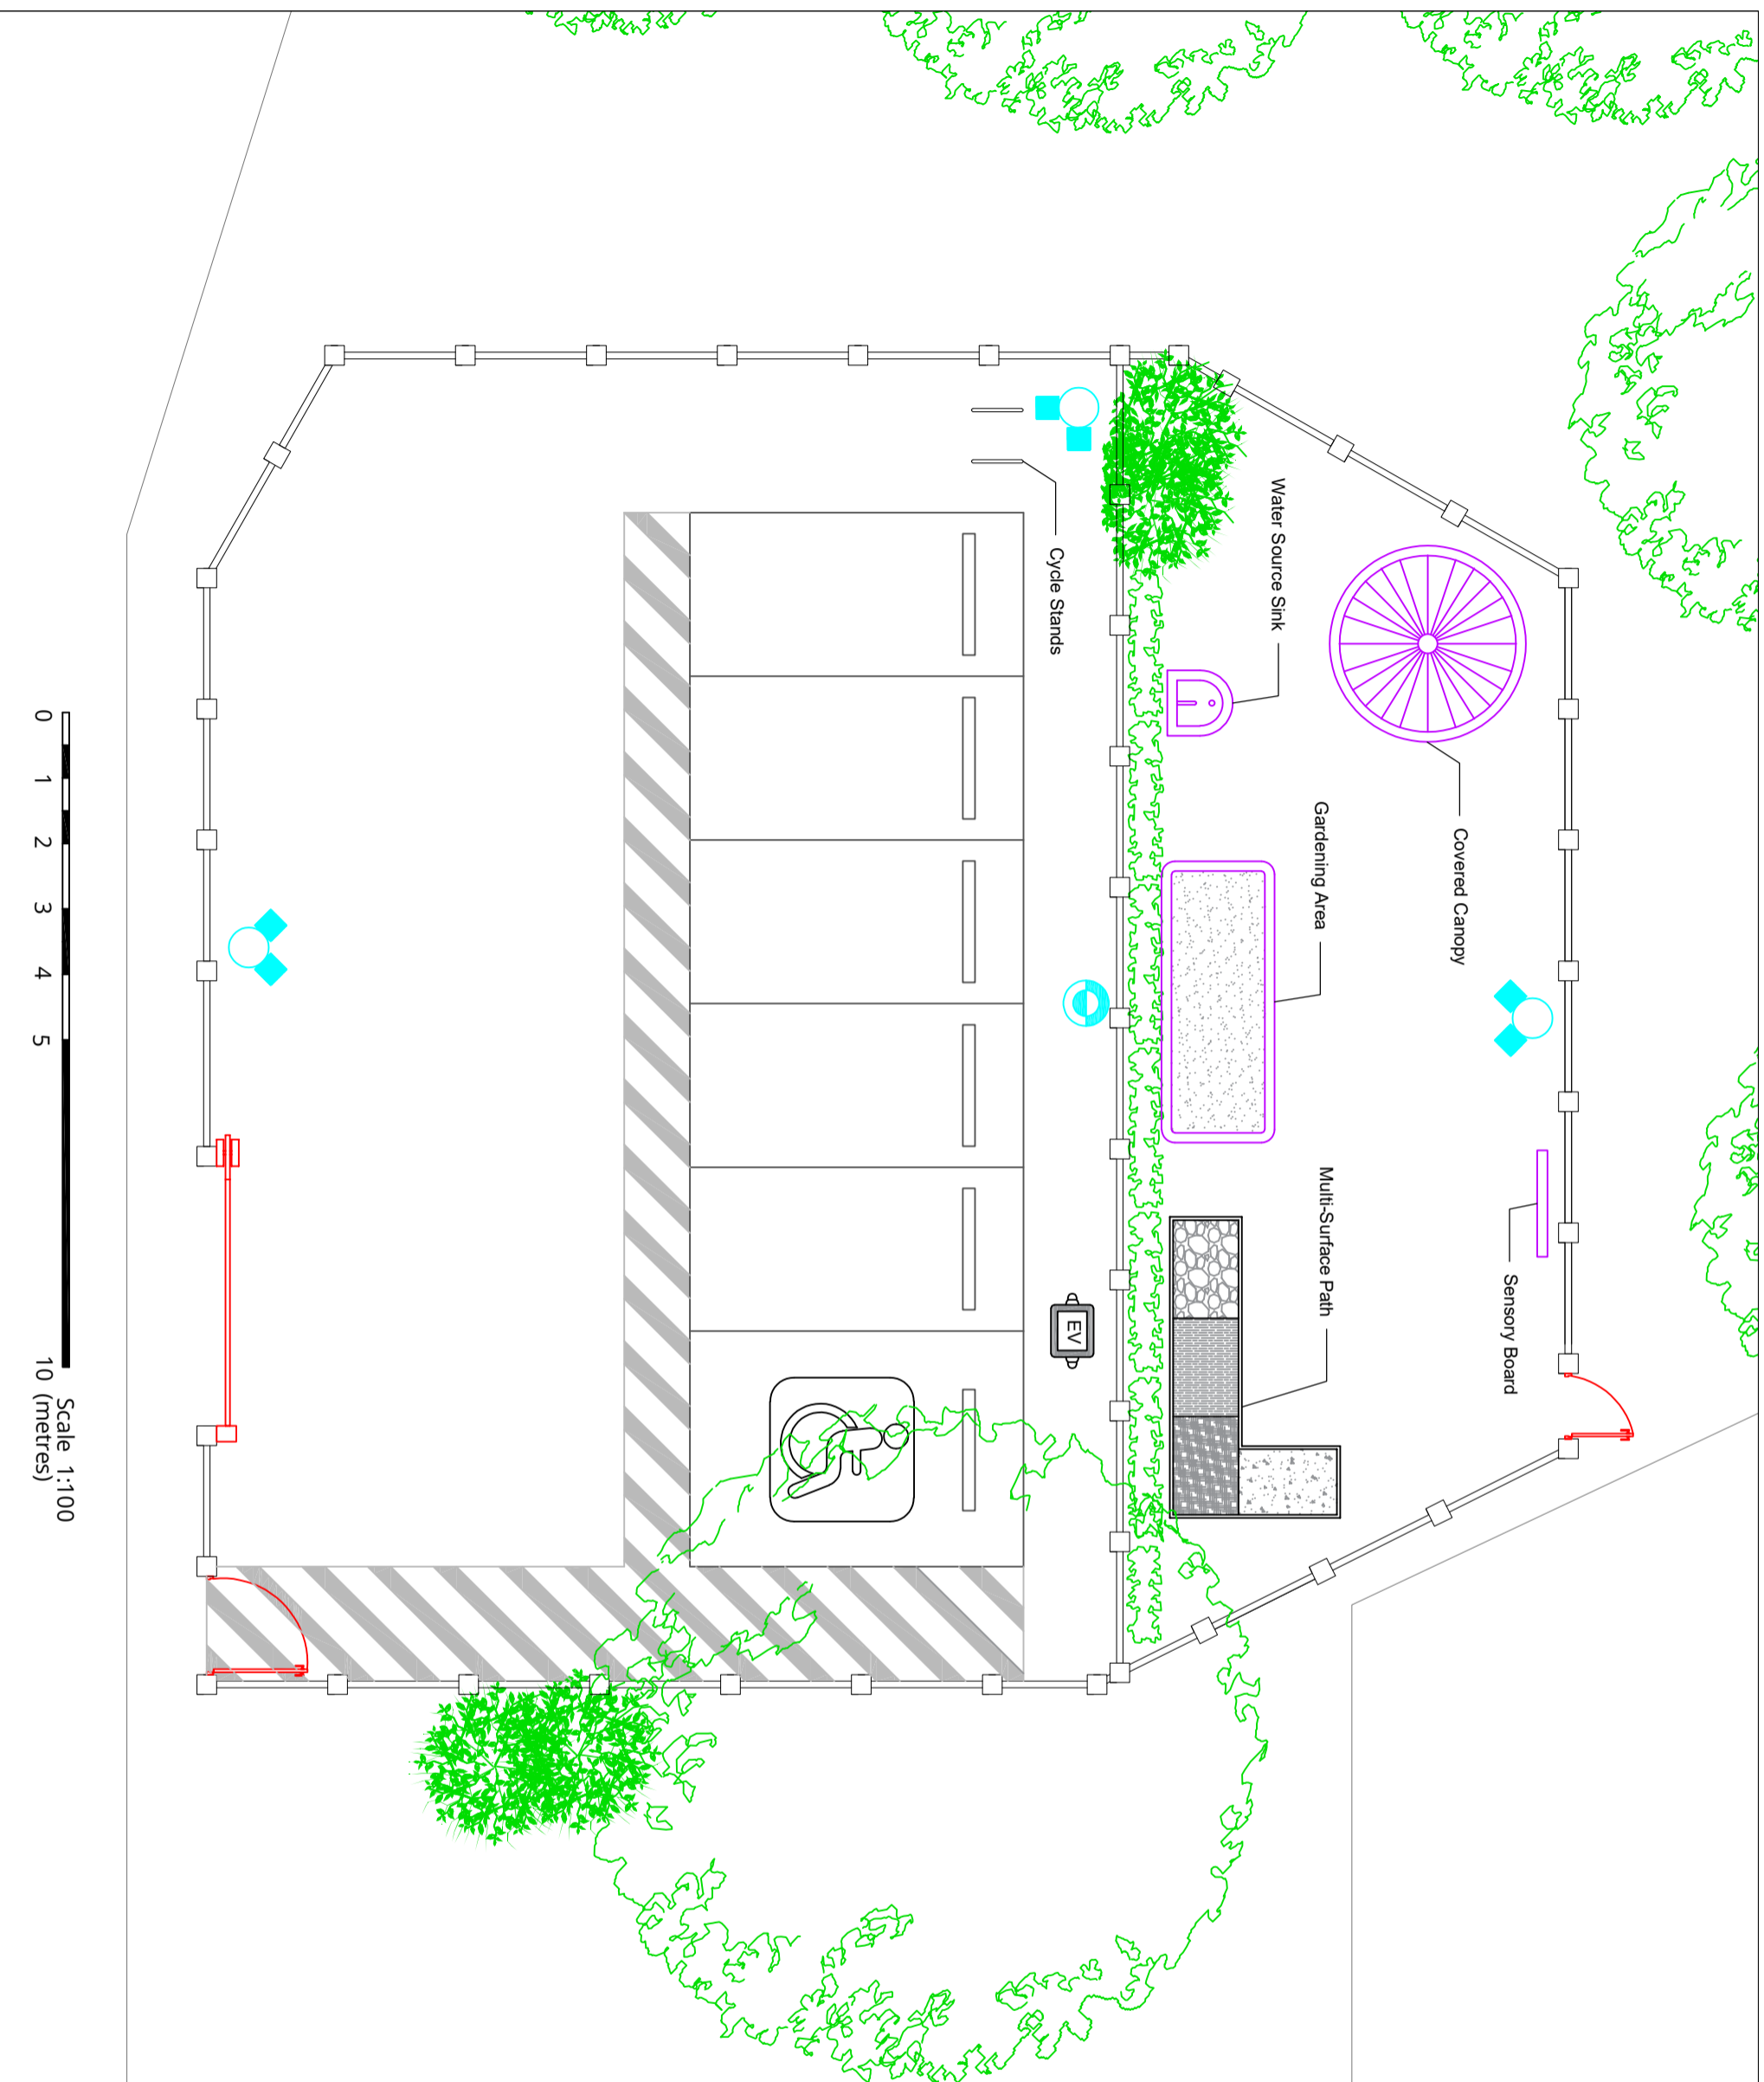 Sensory Board
Covered Canopy
Multi-Surface Path
Gardening Area
Water Source Sink
EV
Cycle Stands
0 1 2 3 4 5 10 (metres)
Scale 1:100